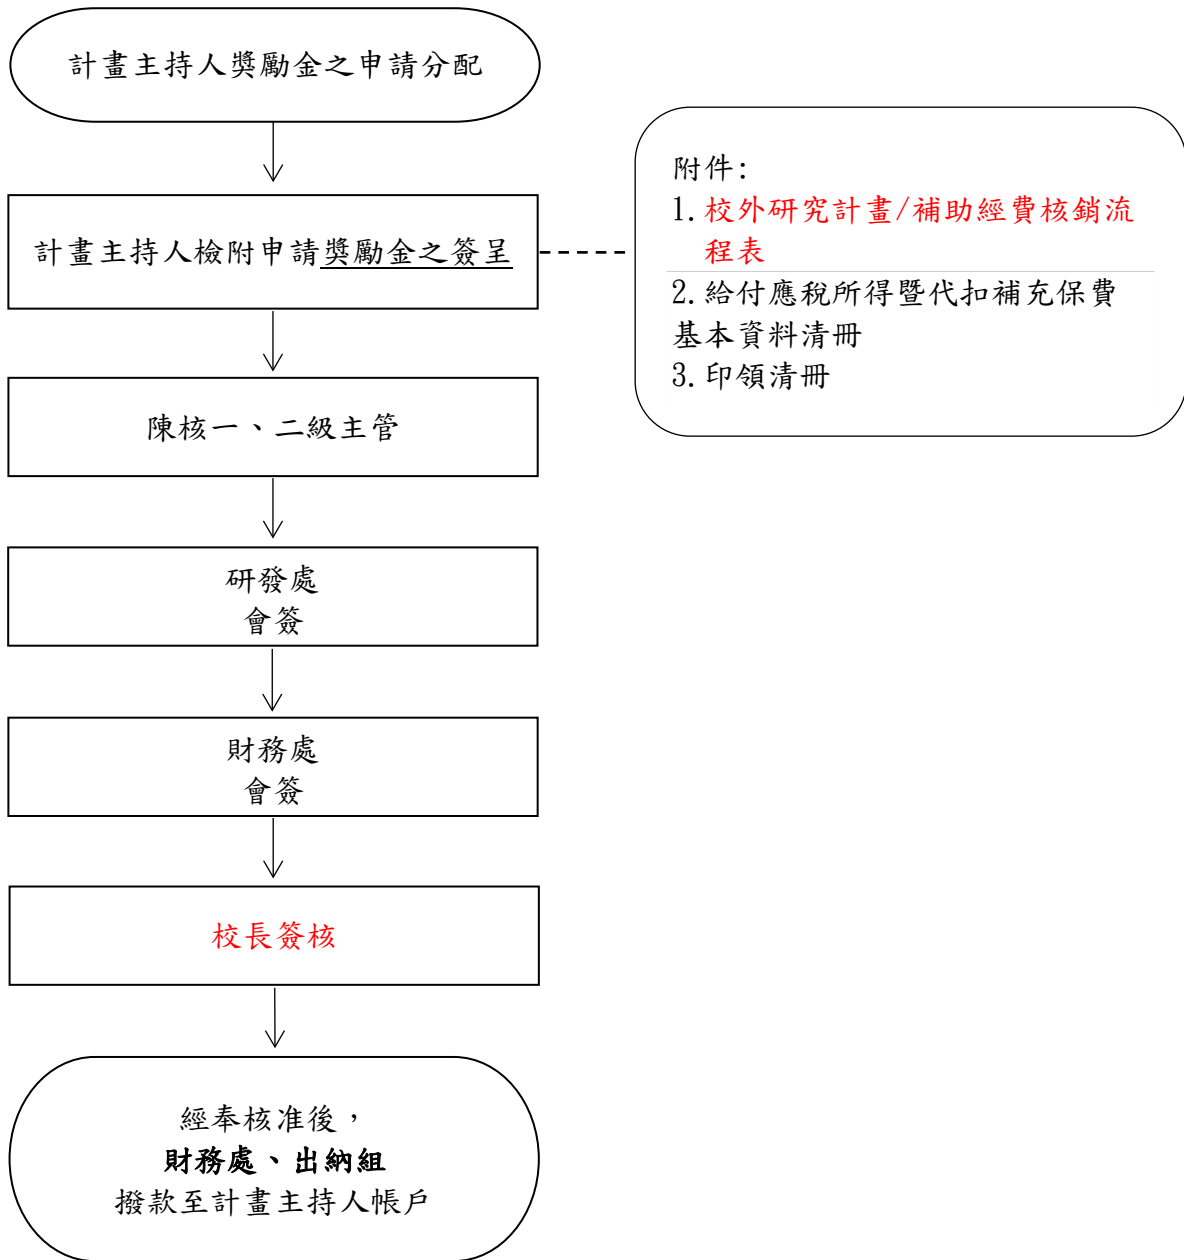 計畫主持人獎勵金之申請分配
計畫主持人檢附申請獎勵金之簽呈
附件:
1.校外研究計畫/補助經費核銷流
程表
2.給付應稅所得暨代扣補充保費
基本資料清冊
3.印領清冊
陳核一、二級主管
研發處
會簽
財務處
會簽
校長簽核
經奉核准後，
財務處、出納組
撥款至計畫主持人帳戶